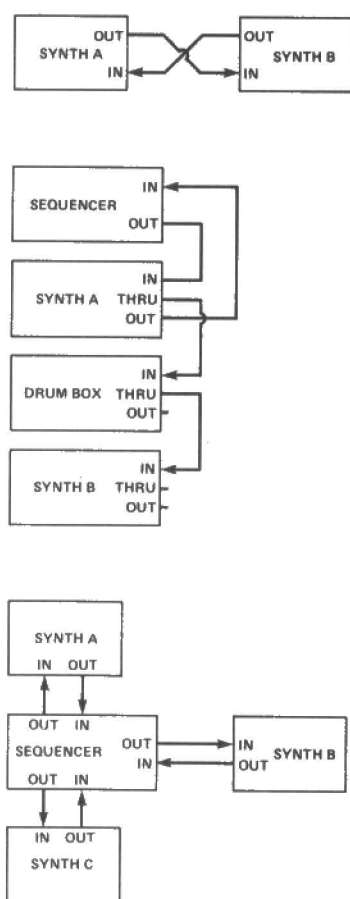 OUT OUT
SYNTH A SYNTH B
IN IN
IN
SEQUENCER
OUT
IN
SYNTH A THRU
OUT
IN
DRUM BOX THRU
OUT
IN
SYNTH B THRU
OUT
SYNTH A
IN OUT
OUT IN
SEQUENCER OUT IN SYNTH B
IN OUT
OUT IN
IN OUT
SYNTH C